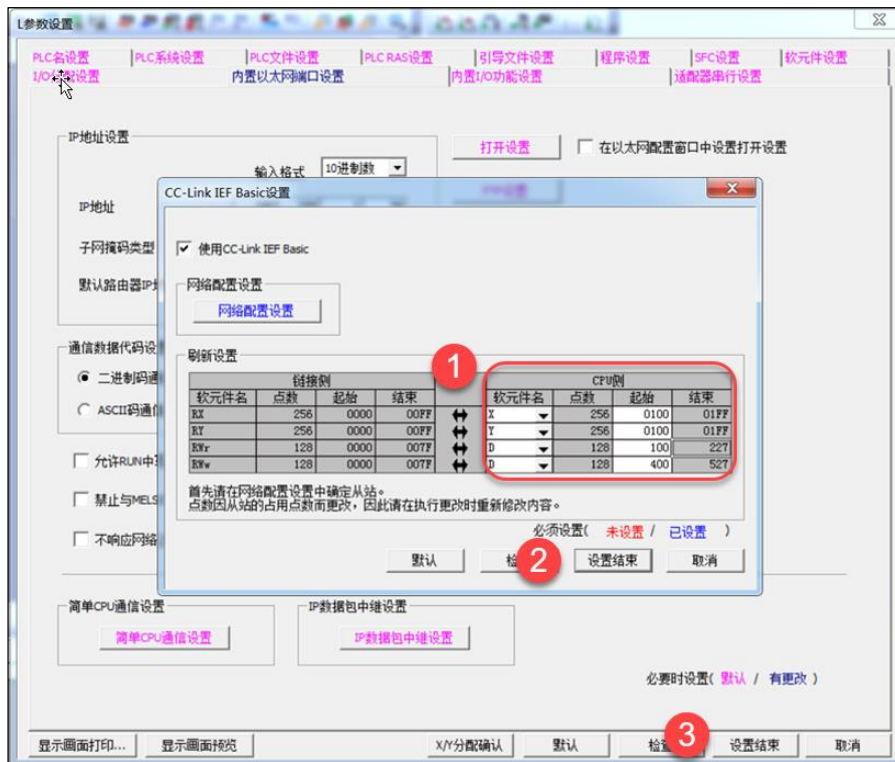 L参数设置
PLC名设置 PLC系统设置 PLC文件设置 PLC RAS设置 引导文件设置 程序设置 SFC设置 软元件设置
I/O分配设置 内置以太网端口设置 内置I/O功能设置 适配器串行设置
IP地址设置
打开设置 在以太网配置窗口中设置打开设置
输入格式 10进制数
CC-Link IEF Basic设置
IP地址
子网掩码类型
使用CC-Link IEF Basic
默认路由器IP地
网络配置设置
网络配置设置
通信数据代码设
刷新设置
1
二进制码通
链接侧 CPU侧
软元件名 点数 起始 结束 软元件名 点数 起始 结束
ASCII码通信
RX 256 0000 00FF X 256 0100 01FF
RY 256 0000 00FF Y 256 0100 01FF
RWr 128 0000 007F D 128 100 227
RWw 128 0000 007F D 128 400 527
允许RUN中
首先请在网络配置设置中确定从站。
点数因从站的占用点数而更改，因此请在执行更改时重新修改内容。
禁止与MELS
必须设置( 未设置 / 已设置 )
不响应网络
默认 检 2 设置结束 取消
简单CPU通信设置 IP数据包中继设置
简单CPU通信设置 IP数据包中继设置
必要时设置( 默认 / 有更改 )
显示画面打印... 显示画面预览 X/Y分配确认 默认 检查 3 设置结束 取消